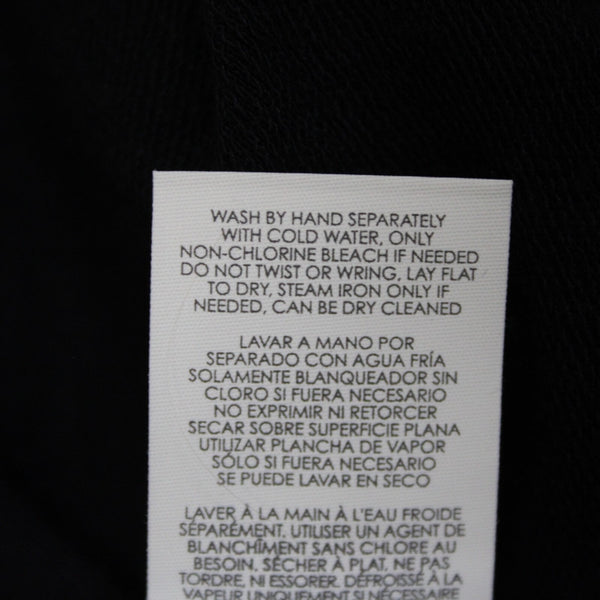 WASH BY HAND SEPARATELY
WITH COLD WATER, ONLY
NON-CHLORINE BLEACH IF NEEDED
DO NOT TWIST OR WRING, LAY FLAT
TO DRY, STEAM IRON ONLY IF
NEEDED, CAN BE DRY CLEANED
LAVAR A MANO POR
SEPARADO CON AGUA FRÍA
SOLAMENTE BLANQUEADOR SIN
CLORO SI FUERA NECESARIO
NO EXPRIMIR NI RETORCER
SECAR SOBRE SUPERFICIE PLANA
UTILIZAR PLANCHA DE VAPOR
SÓLO SI FUERA NECESARIO
SE PUEDE LAVAR EN SECO
LAVER À LA MAIN À L'EAU FROIDE
SÉPARÉMENT. UTILISER UN AGENT DE
BLANCHIMENT SANS CHLORE AU
BESOIN. SÉCHER À PLAT. NE PAS
TORDRE, NI ESSORER. DÉFROISSÉ À LA
VAPEUR UNIQUEMENT SI NÉCESSAIRE